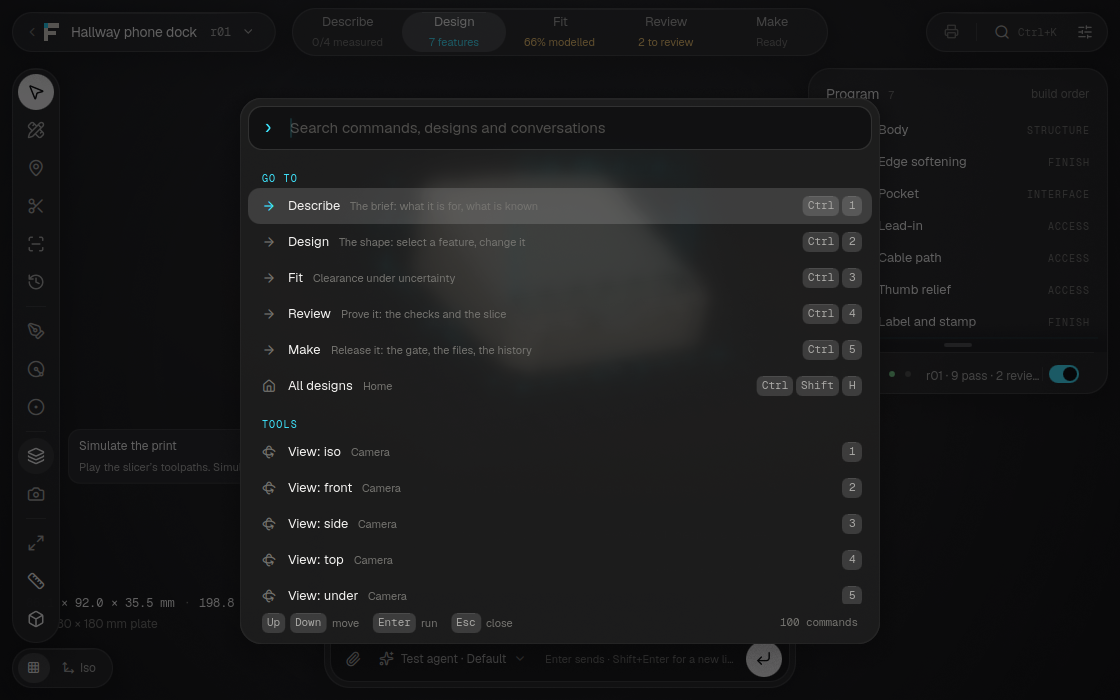 Hallway phone dock r01
Describe
0/4 measured
Design
7 features
Fit
66% modelled
Review
2 to review
Make
Ready
Ctrl+K
Program 7 build order
Search commands, designs and conversations
GO TO
Describe The brief: what it is for, what is known Ctrl 1
Design The shape: select a feature, change it Ctrl 2
Fit Clearance under uncertainty Ctrl 3
Review Prove it: the checks and the slice Ctrl 4
Make Release it: the gate, the files, the history Ctrl 5
All designs Home Ctrl Shift H
TOOLS
View: iso Camera 1
View: front Camera 2
View: side Camera 3
View: top Camera 4
View: under Camera 5
Up Down move Enter run Esc close 100 commands
Body STRUCTURE
Edge softening FINISH
Pocket INTERFACE
Lead-in ACCESS
Cable path ACCESS
Thumb relief ACCESS
Label and stamp FINISH
r01 · 9 pass · 2 revie…
Simulate the print
Play the slicer's toolpaths.
× 92.0 × 35.5 mm · 198.8
× 180 mm plate
Iso
Test agent · Default
Enter sends · Shift+Enter for a new li…